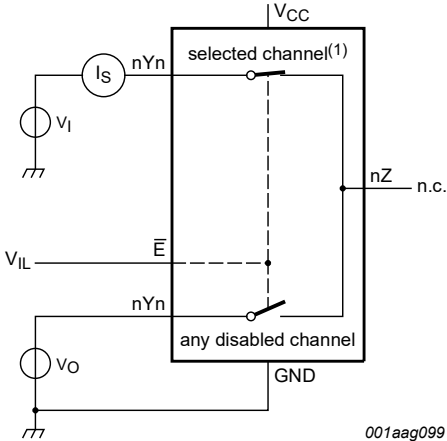 VCC
IS
nYn
selected channel(1)
VI
nZ
n.c.
VIL
E̅
nYn
any disabled channel
VO
GND
001aag099